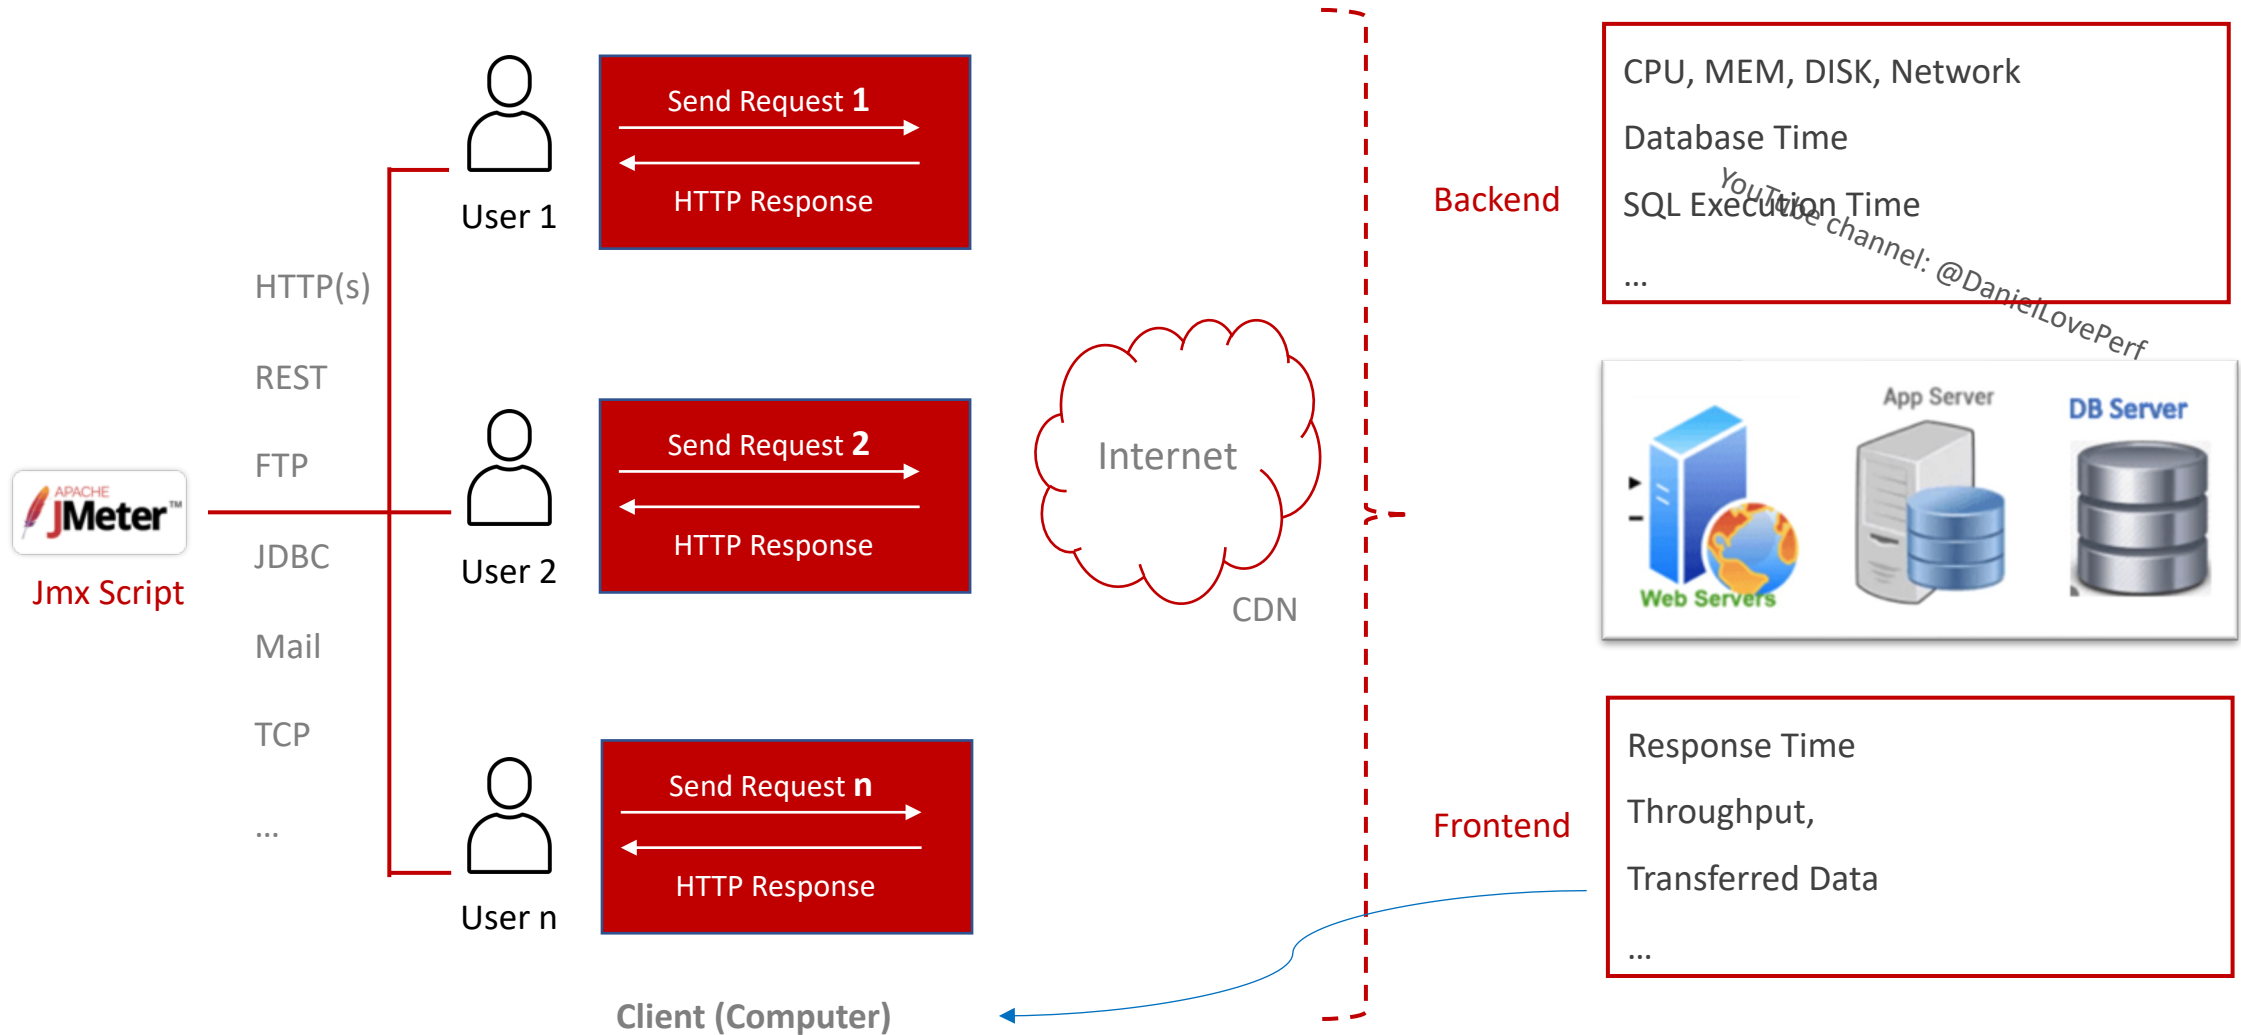 APACHE
JMeter™
Jmx Script
HTTP(s)
REST
FTP
JDBC
Mail
TCP
...
User 1
Send Request 1
HTTP Response
User 2
Send Request 2
HTTP Response
User n
Send Request n
HTTP Response
Client (Computer)
Internet
CDN
Backend
CPU, MEM, DISK, Network
Database Time
SQL Execution Time
...
YouTube channel: @DanielLovePerf
Web Servers
App Server
DB Server
Frontend
Response Time
Throughput,
Transferred Data
...